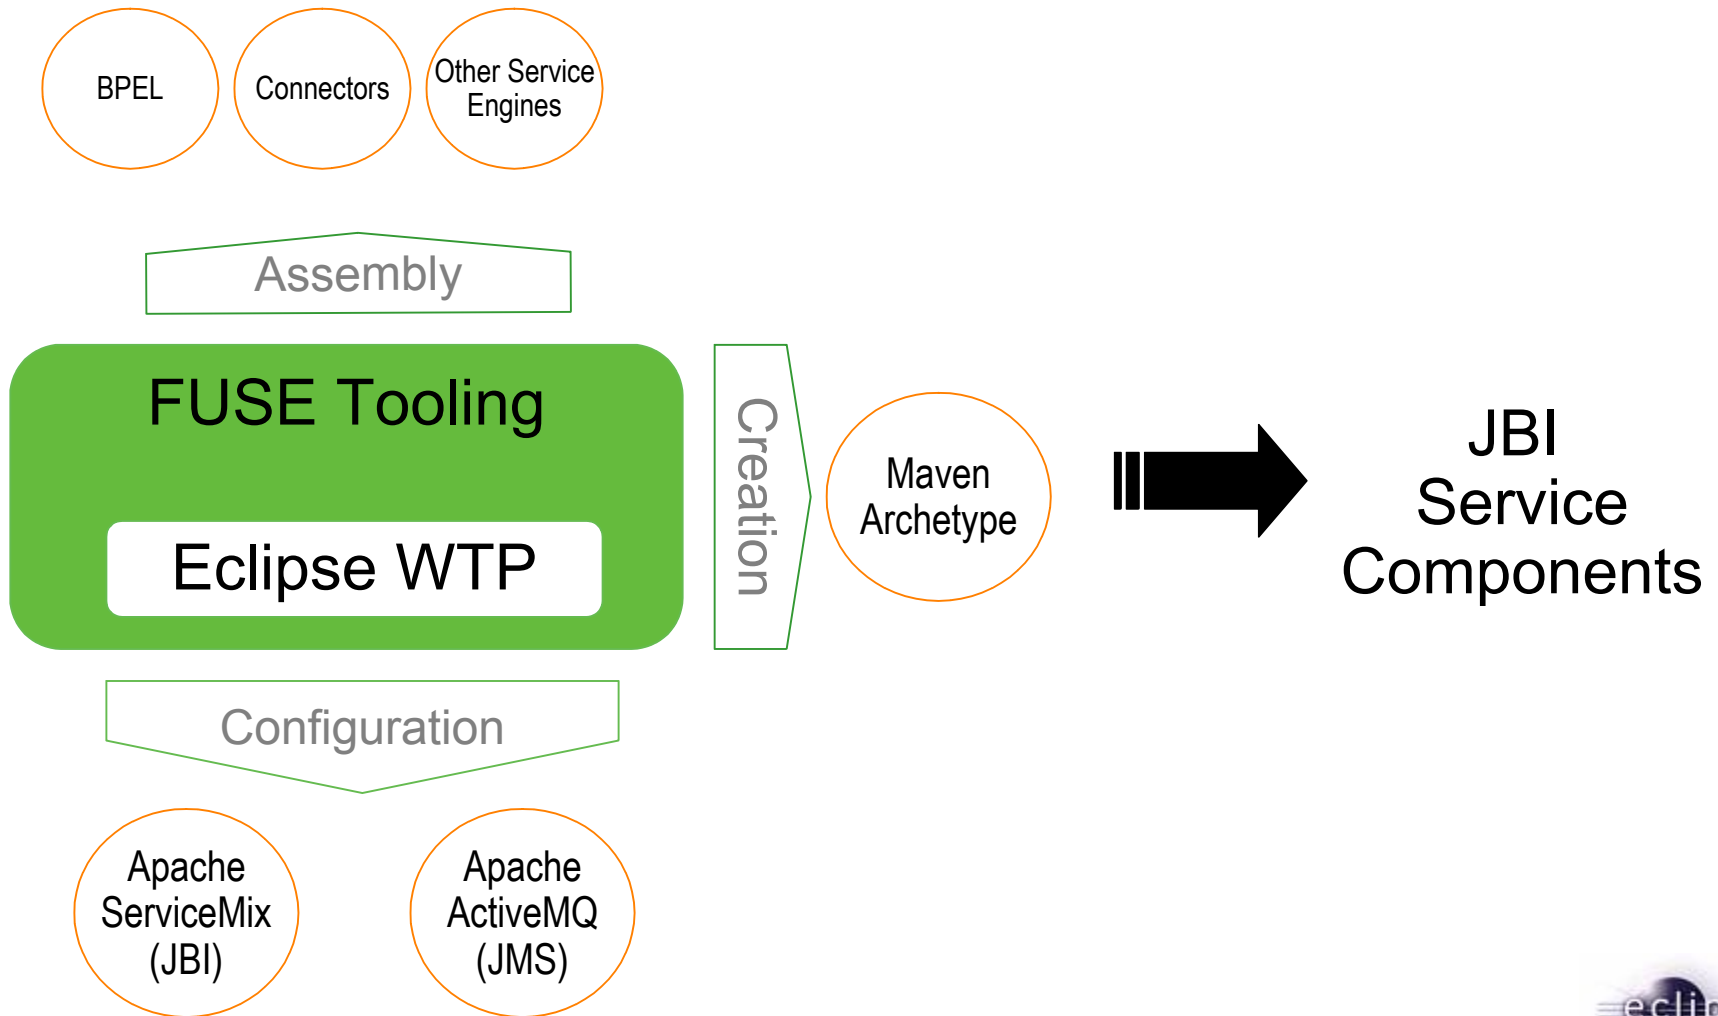 BPEL
Connectors
Other Service
Engines
Assembly
FUSE Tooling
Eclipse WTP
Creation
Maven
Archetype
JBI
Service
Components
Configuration
Apache
ServiceMix
(JBI)
Apache
ActiveMQ
(JMS)